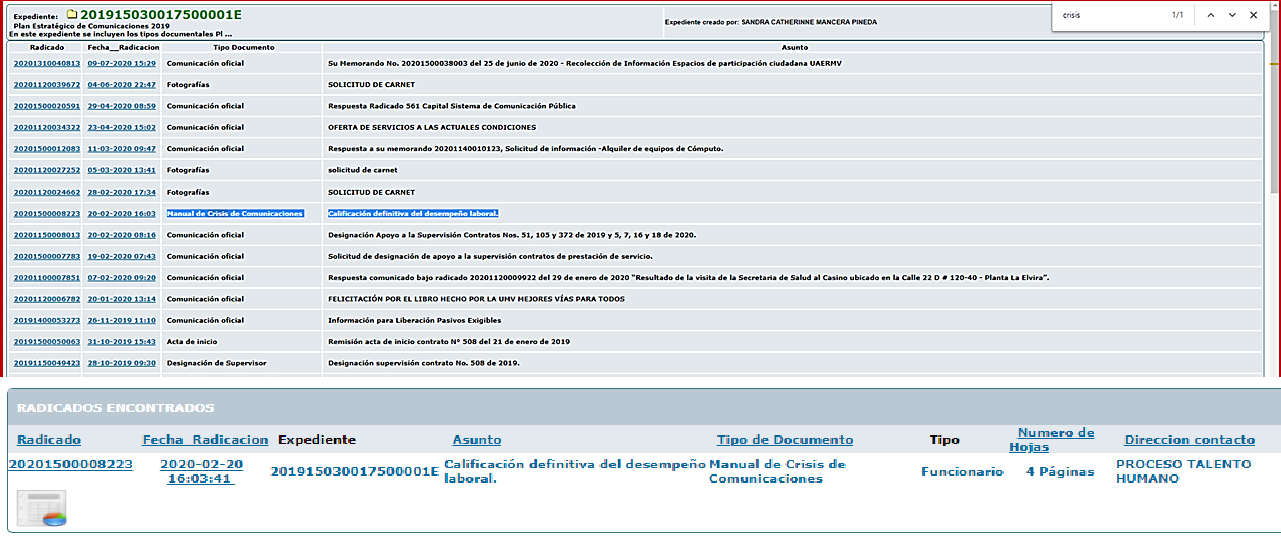 Expediente: 201915030017500001E
Plan Estratégico de Comunicaciones 2019
En este expediente se incluyen los tipos documentales Pl ...
Expediente creado por: SANDRA CATHERINNE MANCERA PINEDA
crisis 1/1
Radicado Fecha__Radicacion Tipo Documento Asunto
20201310040813 09-07-2020 15:29 Comunicación oficial Su Memorando No. 20201500038003 del 25 de junio de 2020 - Recolección de Información Espacios de participación ciudadana UAERMV
20201120039672 04-06-2020 22:47 Fotografías SOLICITUD DE CARNET
20201500020591 29-04-2020 08:59 Comunicación oficial Respuesta Radicado 561 Capital Sistema de Comunicación Pública
20201120034322 23-04-2020 15:02 Comunicación oficial OFERTA DE SERVICIOS A LAS ACTUALES CONDICIONES
20201500012083 11-03-2020 09:47 Comunicación oficial Respuesta a su memorando 20201140010123, Solicitud de información -Alquiler de equipos de Cómputo.
20201120027252 05-03-2020 13:41 Fotografías solicitud de carnet
20201120024662 28-02-2020 17:34 Fotografías SOLICITUD DE CARNET
20201500008223 20-02-2020 16:03 Manual de Crisis de Comunicaciones Calificación definitiva del desempeño laboral.
20201150008013 20-02-2020 08:16 Comunicación oficial Designación Apoyo a la Supervisión Contratos Nos. 51, 105 y 372 de 2019 y 5, 7, 16 y 18 de 2020.
20201500007783 19-02-2020 07:43 Comunicación oficial Solicitud de designación de apoyo a la supervisión contratos de prestación de servicio.
20201100007851 07-02-2020 09:20 Comunicación oficial Respuesta comunicado bajo radicado 20201120009922 del 29 de enero de 2020 "Resultado de la visita de la Secretaria de Salud al Casino ubicado en la Calle 22 D # 120-40 - Planta La Elvira".
20201120006782 20-01-2020 13:14 Comunicación oficial FELICITACIÓN POR EL LIBRO HECHO POR LA UMV MEJORES VÍAS PARA TODOS
20191400053273 26-11-2019 11:10 Comunicación oficial Información para Liberación Pasivos Exigibles
20191500050063 31-10-2019 15:43 Acta de inicio Remisión acta de inicio contrato N° 508 del 21 de enero de 2019
20191150049423 28-10-2019 09:30 Designación de Supervisor Designación supervisión contrato No. 508 de 2019.
RADICADOS ENCONTRADOS
Radicado Fecha_Radicacion Expediente Asunto Tipo de Documento Tipo Numero de Hojas Direccion contacto
20201500008223 2020-02-20 16:03:41 201915030017500001E Calificación definitiva del desempeño laboral. Manual de Crisis de Comunicaciones Funcionario 4 Páginas PROCESO TALENTO HUMANO